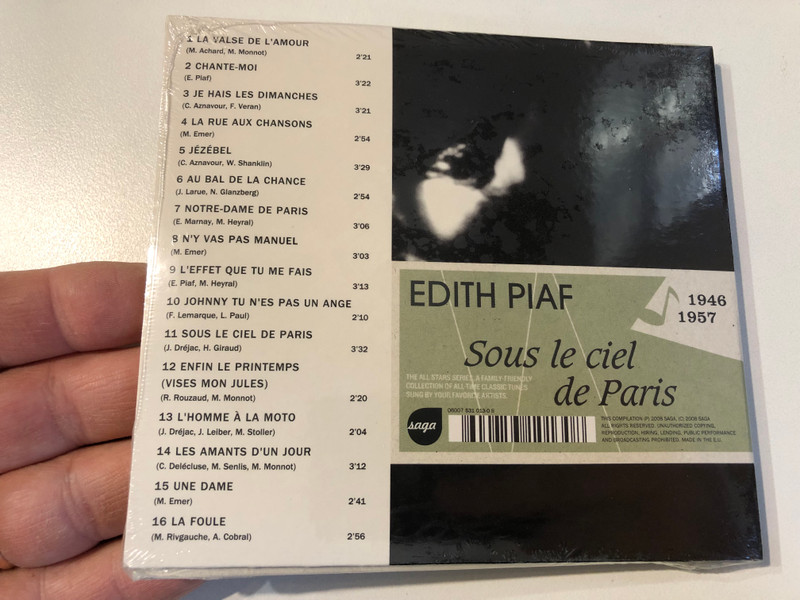 1 LA VALSE DE L'AMOUR
(M. Achard, M. Monnot) 2'21
2 CHANTE-MOI
(E. Piaf) 3'22
3 JE HAIS LES DIMANCHES
(C. Aznavour, F. Veran) 3'21
4 LA RUE AUX CHANSONS
(M. Emer) 2'54
5 JÉZÉBEL
(C. Aznavour, W. Shanklin) 3'29
6 AU BAL DE LA CHANCE
(J. Larue, N. Glanzberg) 2'54
7 NOTRE-DAME DE PARIS
(E. Marnay, M. Heyral) 3'06
8 N'Y VAS PAS MANUEL
(M. Emer) 3'03
9 L'EFFET QUE TU ME FAIS
(E. Piaf, M. Heyral) 3'13
10 JOHNNY TU N'ES PAS UN ANGE
(F. Lemarque, L. Paul) 2'10
11 SOUS LE CIEL DE PARIS
(J. Dréjac, H. Giraud) 3'32
12 ENFIN LE PRINTEMPS
(VISES MON JULES)
(R. Rouzaud, M. Monnot) 2'20
13 L'HOMME À LA MOTO
(J. Dréjac, J. Leiber, M. Stoller) 2'04
14 LES AMANTS D'UN JOUR
(C. Delécluse, M. Senlis, M. Monnot) 3'12
15 UNE DAME
(M. Emer) 2'41
16 LA FOULE
(M. Rivgauche, A. Cabral) 2'56
EDITH PIAF
1946
1957
Sous le ciel
de Paris
THE ALL STARS SERIES, A FAMILY-FRIENDLY
COLLECTION OF ALL-TIME CLASSIC TUNES
SUNG BY YOUR FAVORITE ARTISTS.
saga
THIS COMPILATION (P) 2008 SAGA, (C) 2008 SAGA
ALL RIGHTS RESERVED. UNAUTHORIZED COPYING,
REPRODUCTION, HIRING, LENDING, PUBLIC PERFORMANCE
AND BROADCASTING PROHIBITED. MADE IN THE E.U.